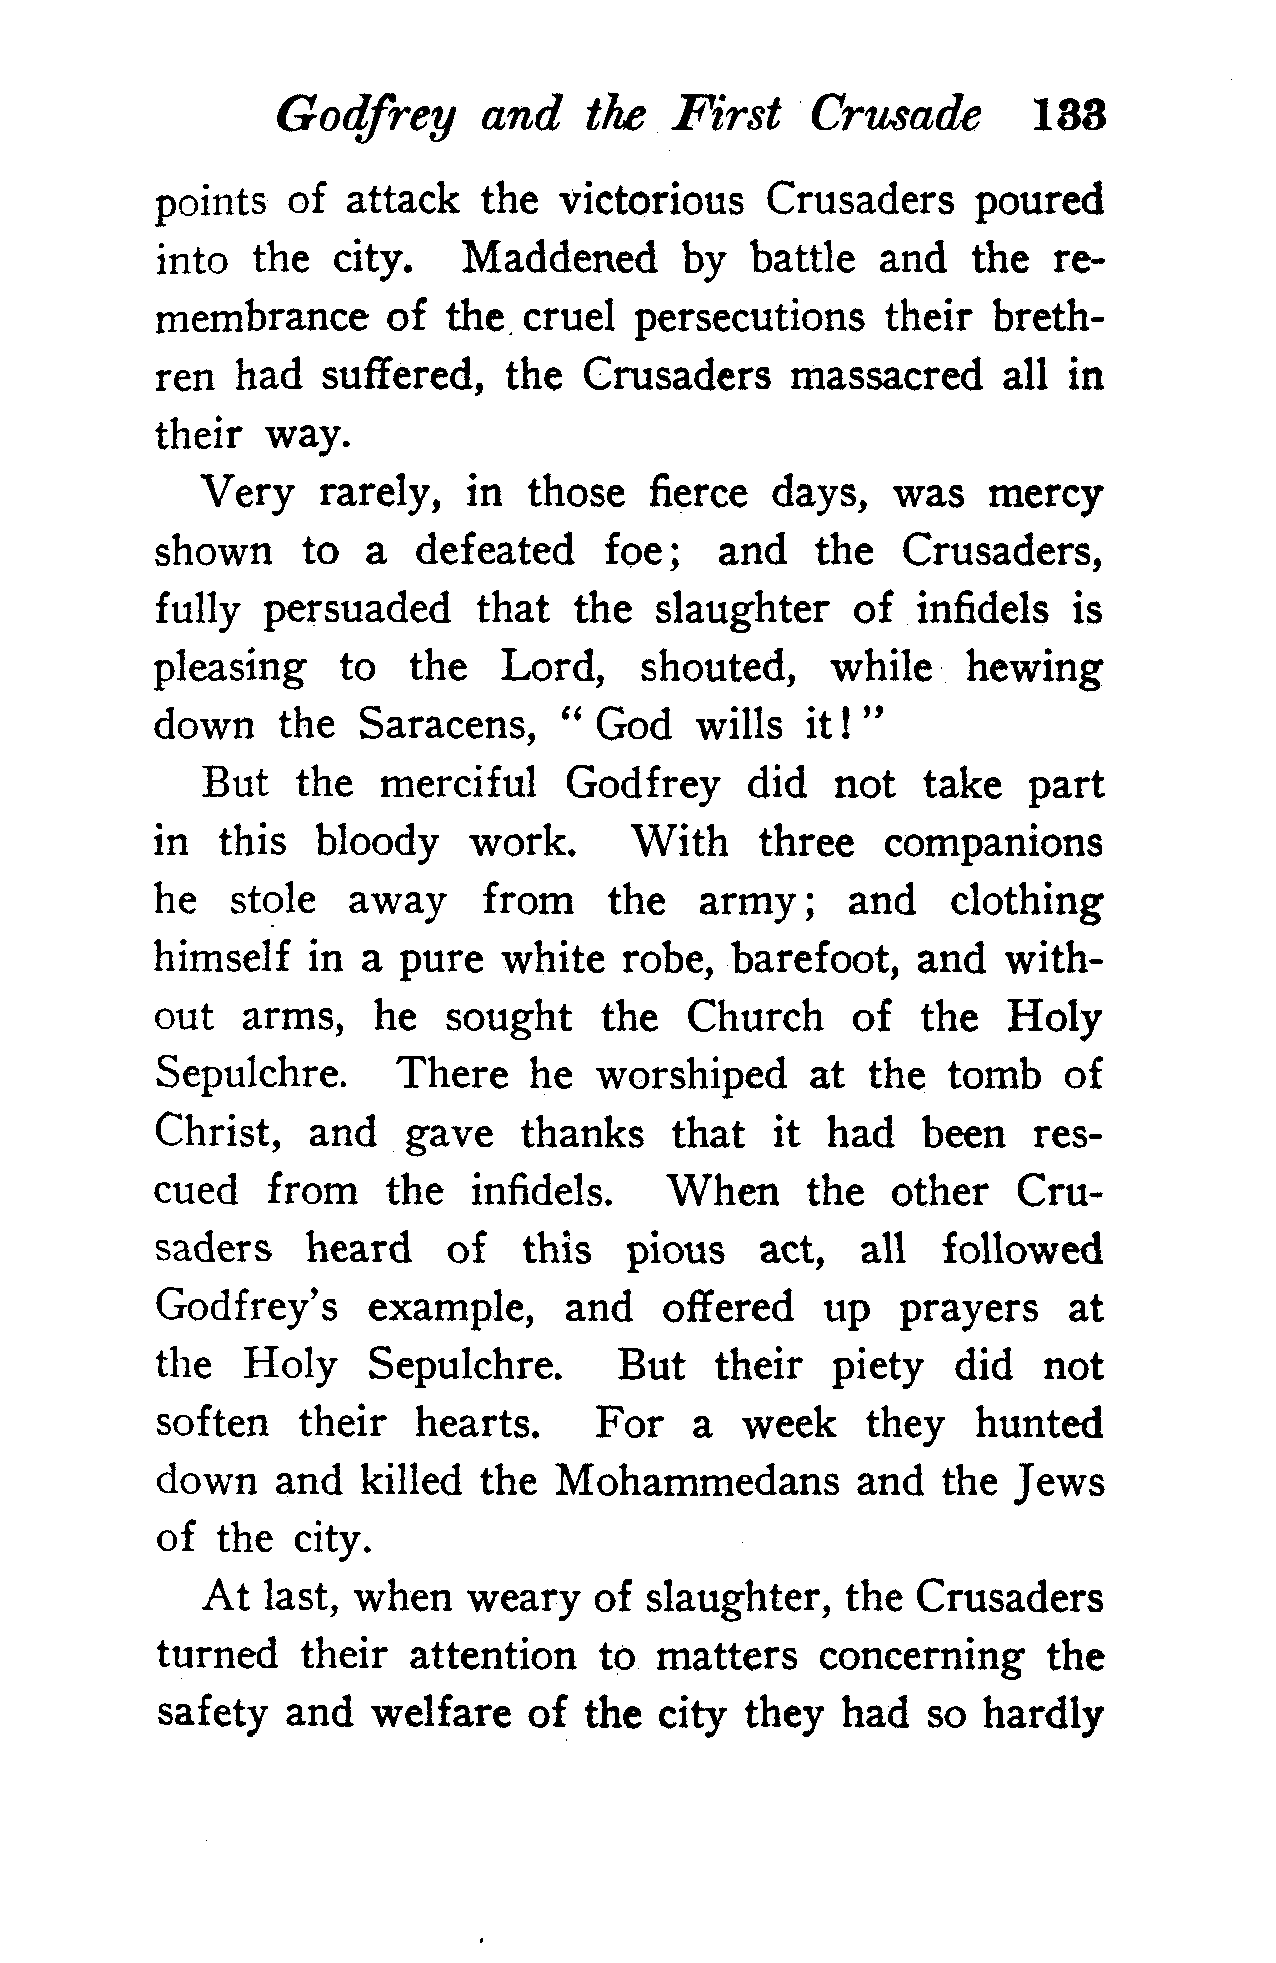 Godfrey and the First Crusade 133
points of attack the victorious Crusaders poured
into the city. Maddened by battle and the re-
membrance of the cruel persecutions their breth-
ren had suffered, the Crusaders massacred all in
their way.
Very rarely, in those fierce days, was mercy
shown to a defeated foe; and the Crusaders,
fully persuaded that the slaughter of infidels is
pleasing to the Lord, shouted, while hewing
down the Saracens, " God wills it! "
But the merciful Godfrey did not take part
in this bloody work. With three companions
he stole away from the army; and clothing
himself in a pure white robe, barefoot, and with-
out arms, he sought the Church of the Holy
Sepulchre. There he worshiped at the tomb of
Christ, and gave thanks that it had been res-
cued from the infidels. When the other Cru-
saders heard of this pious act, all followed
Godfrey's example, and offered up prayers at
the Holy Sepulchre. But their piety did not
soften their hearts. For a week they hunted
down and killed the Mohammedans and the Jews
of the city.
At last, when weary of slaughter, the Crusaders
turned their attention to matters concerning the
safety and welfare of the city they had so hardly